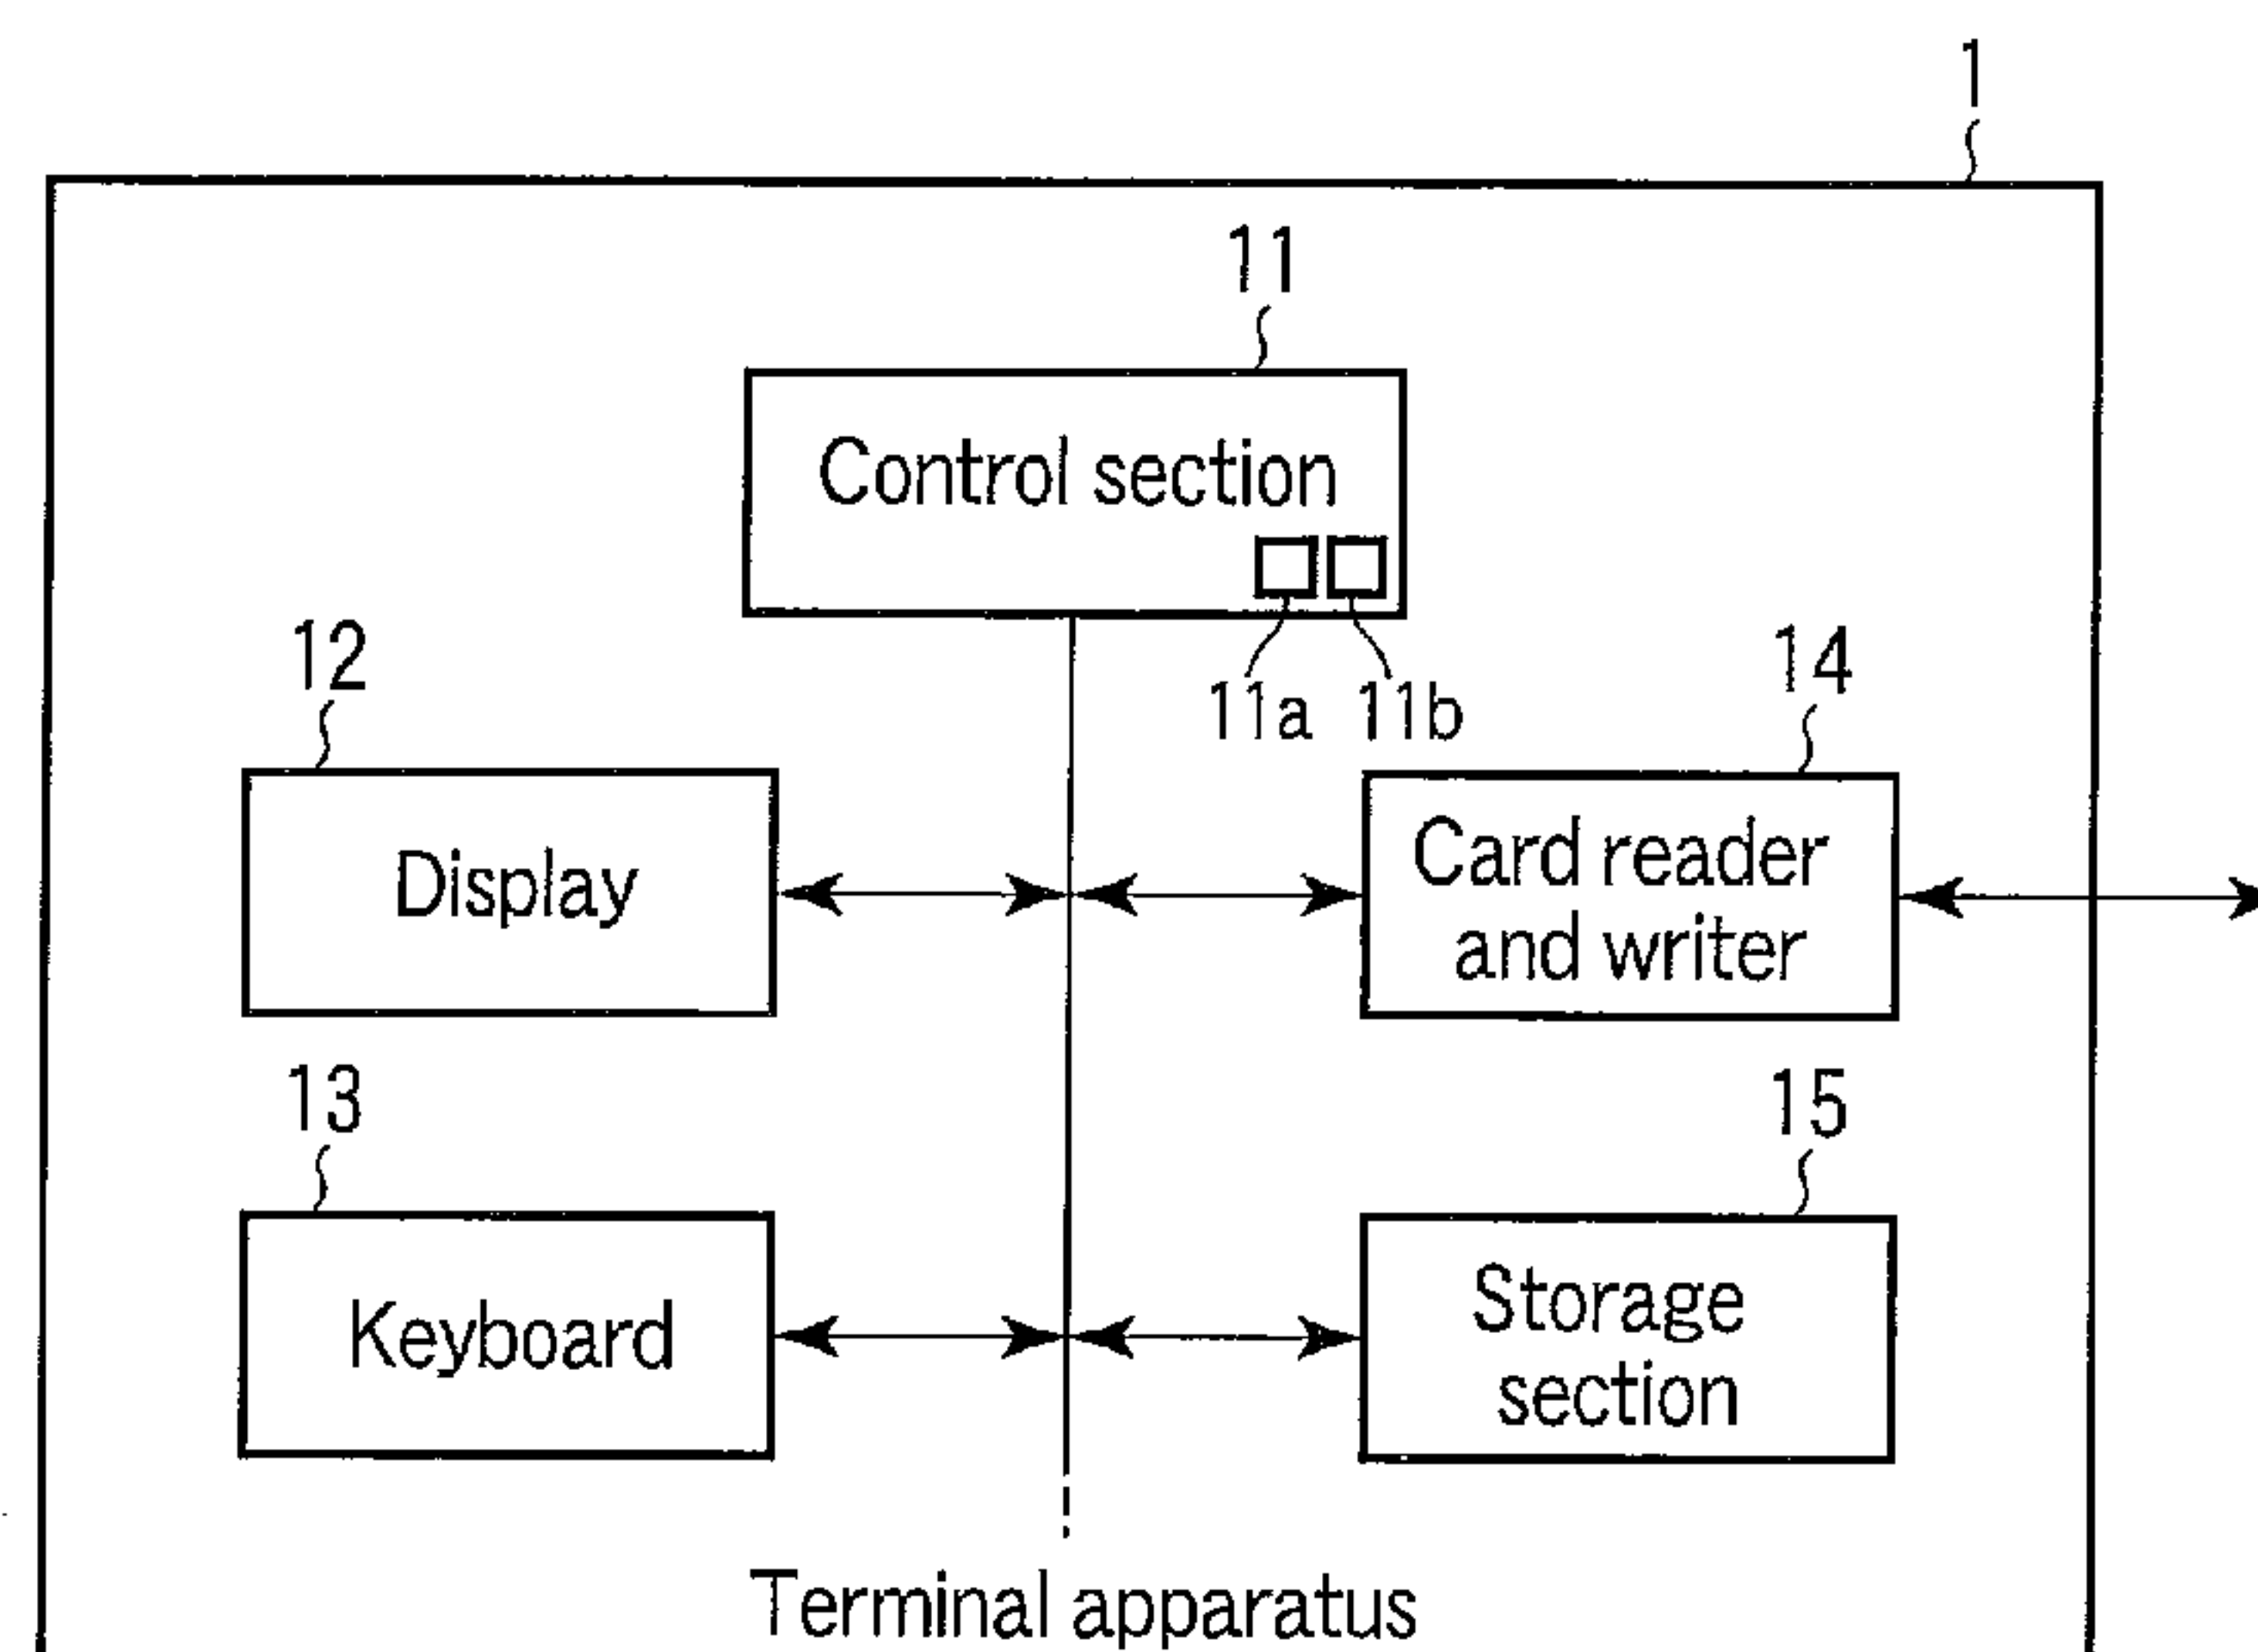 1
11
Control section
11a 11b
12
14
Display
Card reader
and writer
13
15
Keyboard
Storage
section
Terminal apparatus